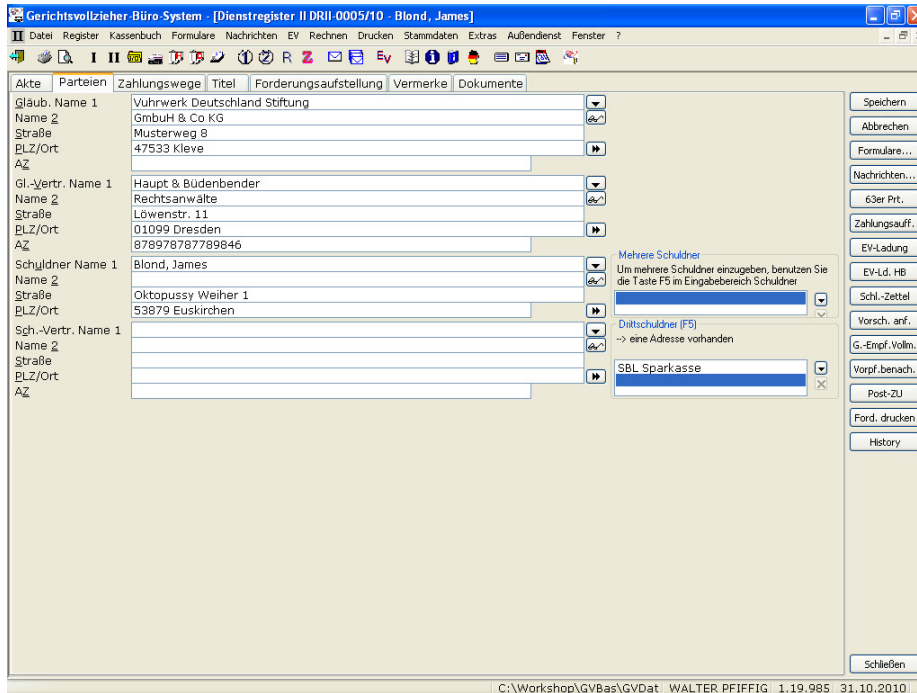 Gerichtsvollzieher-Büro-System - [Dienstregister II DRII-0005/10 - Blond, James]
Datei Register Kassenbuch Formulare Nachrichten EV Rechnen Drucken Stammdaten Extras Außendienst Fenster ?
I II R Z Ev
Akte Parteien Zahlungswege Titel Forderungsaufstellung Vermerke Dokumente
Gläub. Name 1 Vuhrwerk Deutschland Stiftung
Name 2 GmbuH & Co KG
Straße Musterweg 8
PLZ/Ort 47533 Kleve
AZ
Gl.-Vertr. Name 1 Haupt & Büdenbender
Name 2 Rechtsanwälte
Straße Löwenstr. 11
PLZ/Ort 01099 Dresden
AZ 878978787789846
Schuldner Name 1 Blond, James
Name 2
Straße Oktopussy Weiher 1
PLZ/Ort 53879 Euskirchen
Sch.-Vertr. Name 1
Name 2
Straße
PLZ/Ort
AZ
Mehrere Schuldner
Um mehrere Schuldner einzugeben, benutzen Sie
die Taste F5 im Eingabebereich Schuldner
Drittschuldner (F5)
--> eine Adresse vorhanden
SBL Sparkasse
Speichern
Abbrechen
Formulare...
Nachrichten...
63er Prt.
Zahlungsauff.
EV-Ladung
EV-Ld. HB
Schl.-Zettel
Vorsch. anf.
G.-Empf.Vollm.
Vorpf.benach.
Post-ZU
Ford. drucken
History
Schließen
C:\Workshop\GVBas\GVDat WALTER PFIFFIG 1.19.985 31.10.2010